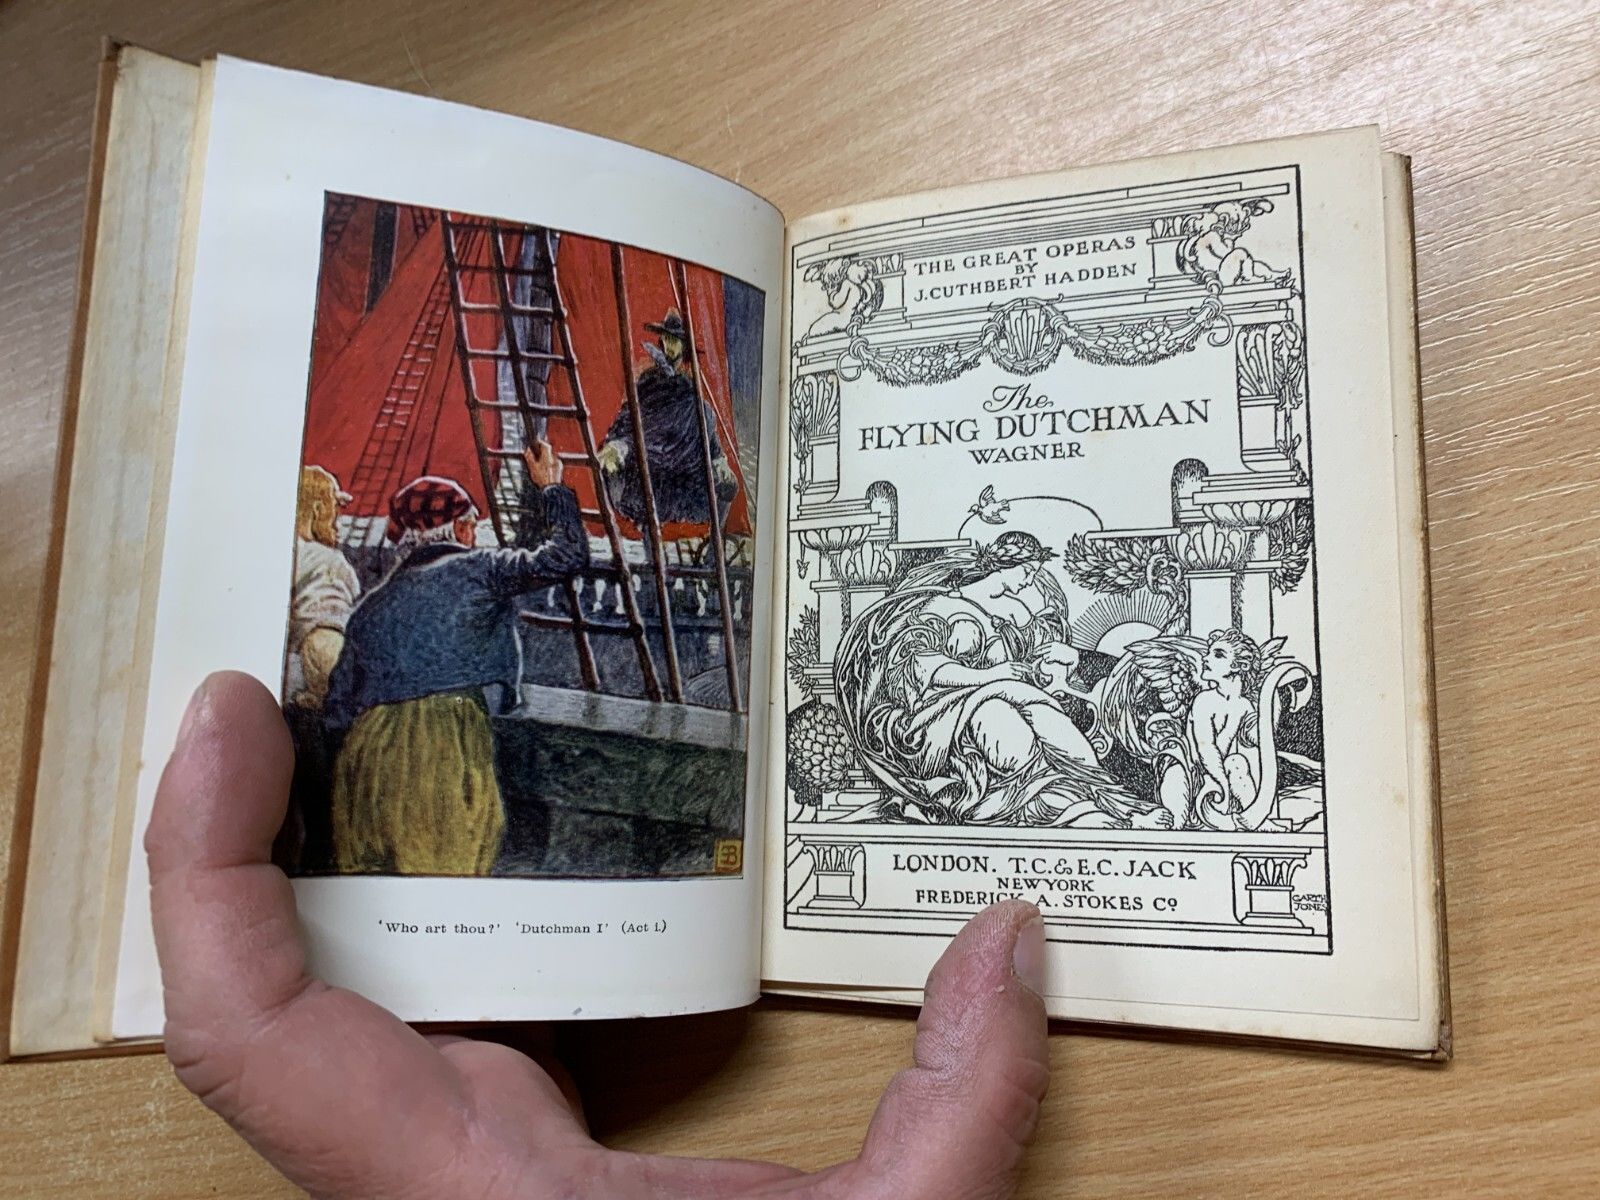 'Who art thou?' 'Dutchman I' (Act i.)
THE GREAT OPERAS
BY
J. CUTHBERT HADDEN
The
FLYING DUTCHMAN
WAGNER
LONDON. T.C. & E.C. JACK
NEW YORK
FREDERICK A. STOKES Co
GARTH
JONES